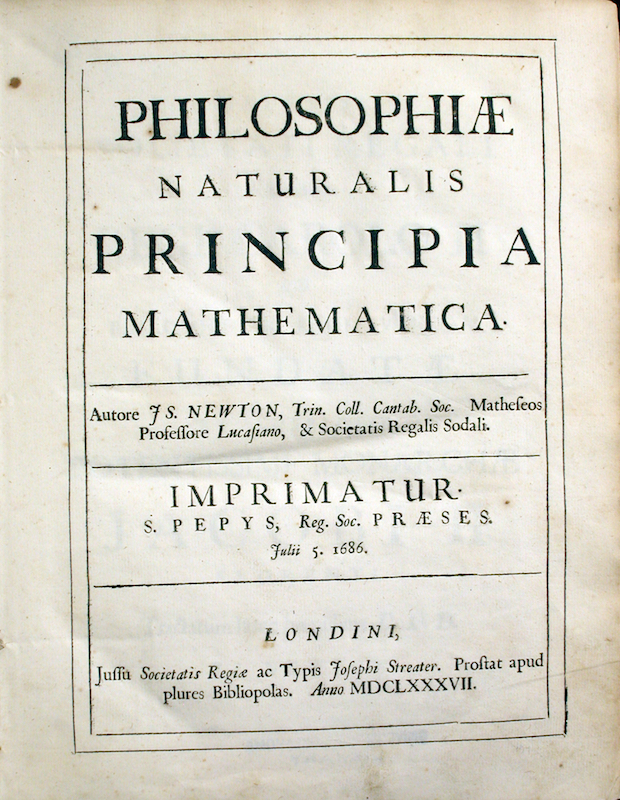 PHILOSOPHIÆ
NATURALIS
PRINCIPIA
MATHEMATICA.
Autore JS. NEWTON, Trin. Coll. Cantab. Soc. Matheſeos
Profeſſore Lucaſiano, & Societatis Regalis Sodali.
IMPRIMATUR.
S. PEPYS, Reg. Soc. PRÆSES.
Julii 5. 1686.
LONDINI,
Juſſu Societatis Regiæ ac Typis Joſephi Streater. Proſtat apud
plures Bibliopolas. Anno MDCLXXXVII.